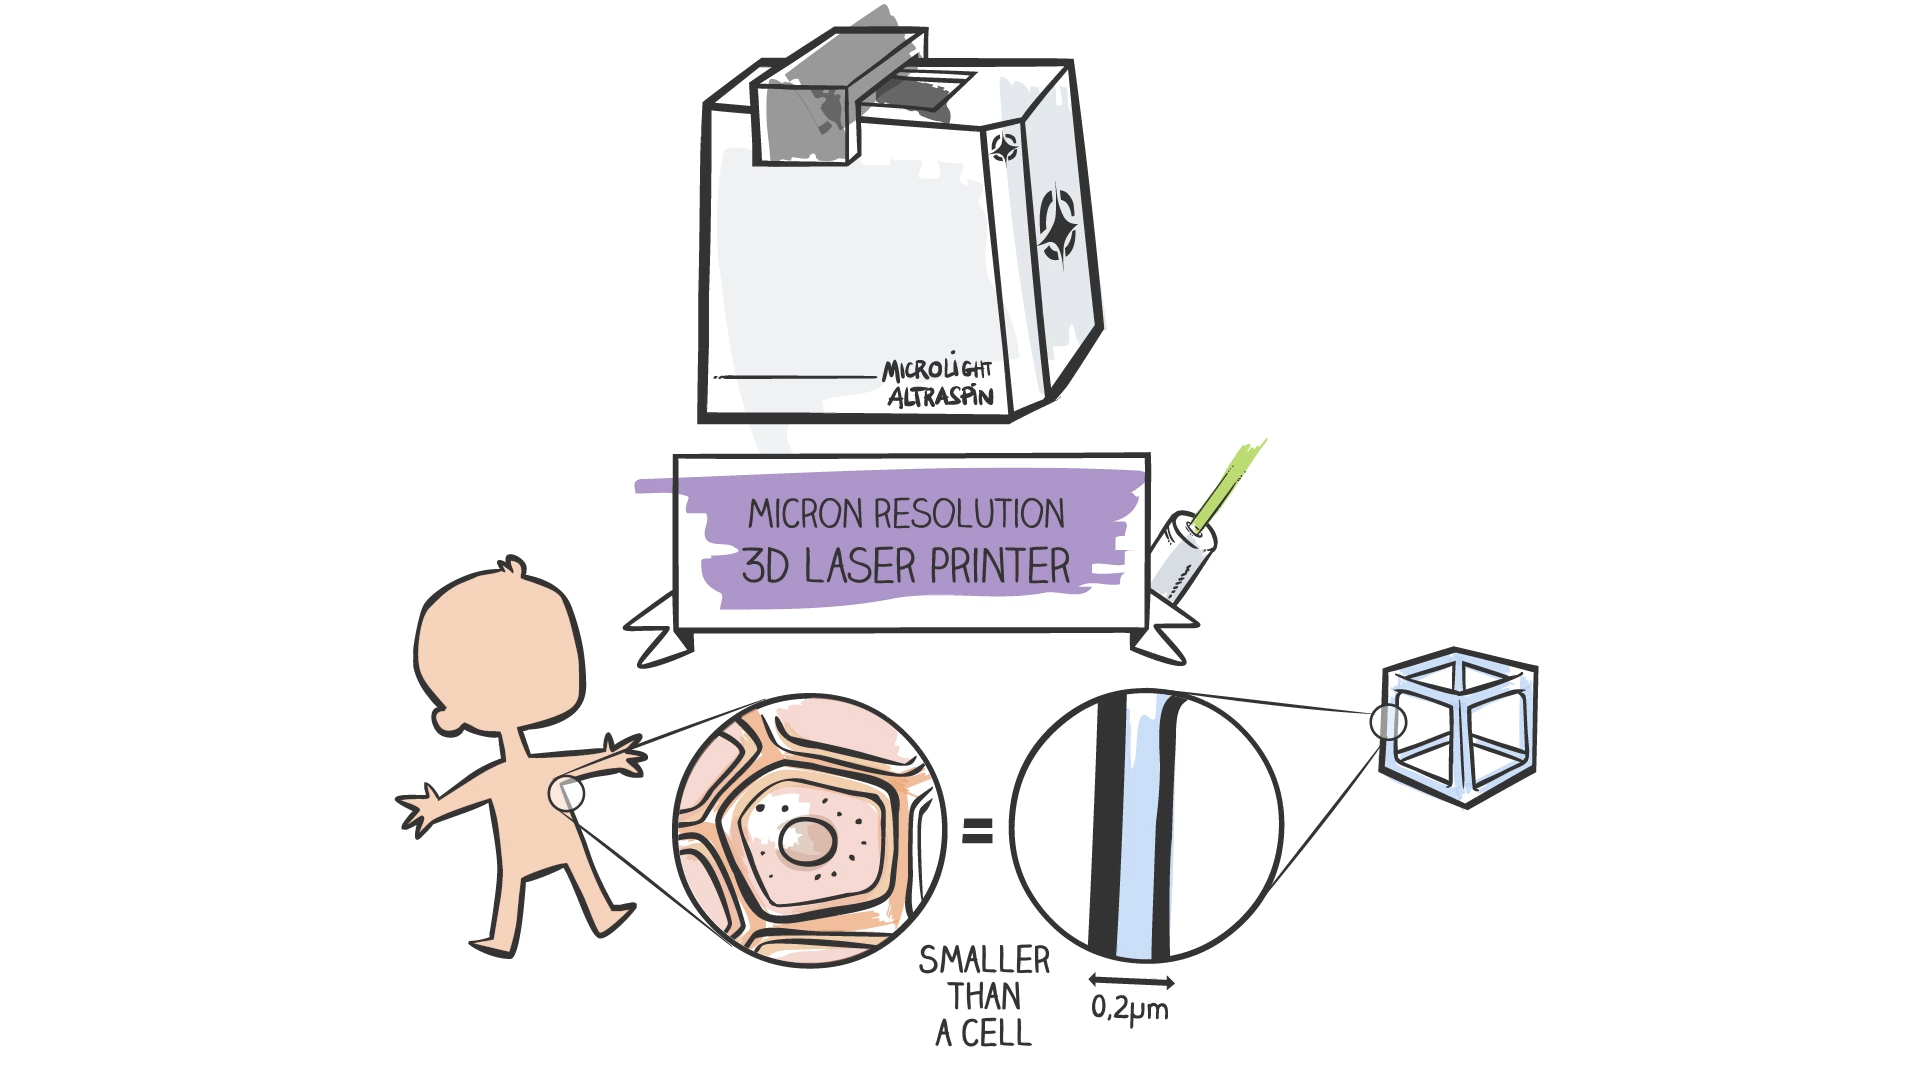 MICROLIGHT
ALTRASPIN
MICRON RESOLUTION
3D LASER PRINTER
=
SMALLER
THAN
A CELL
0,2µm